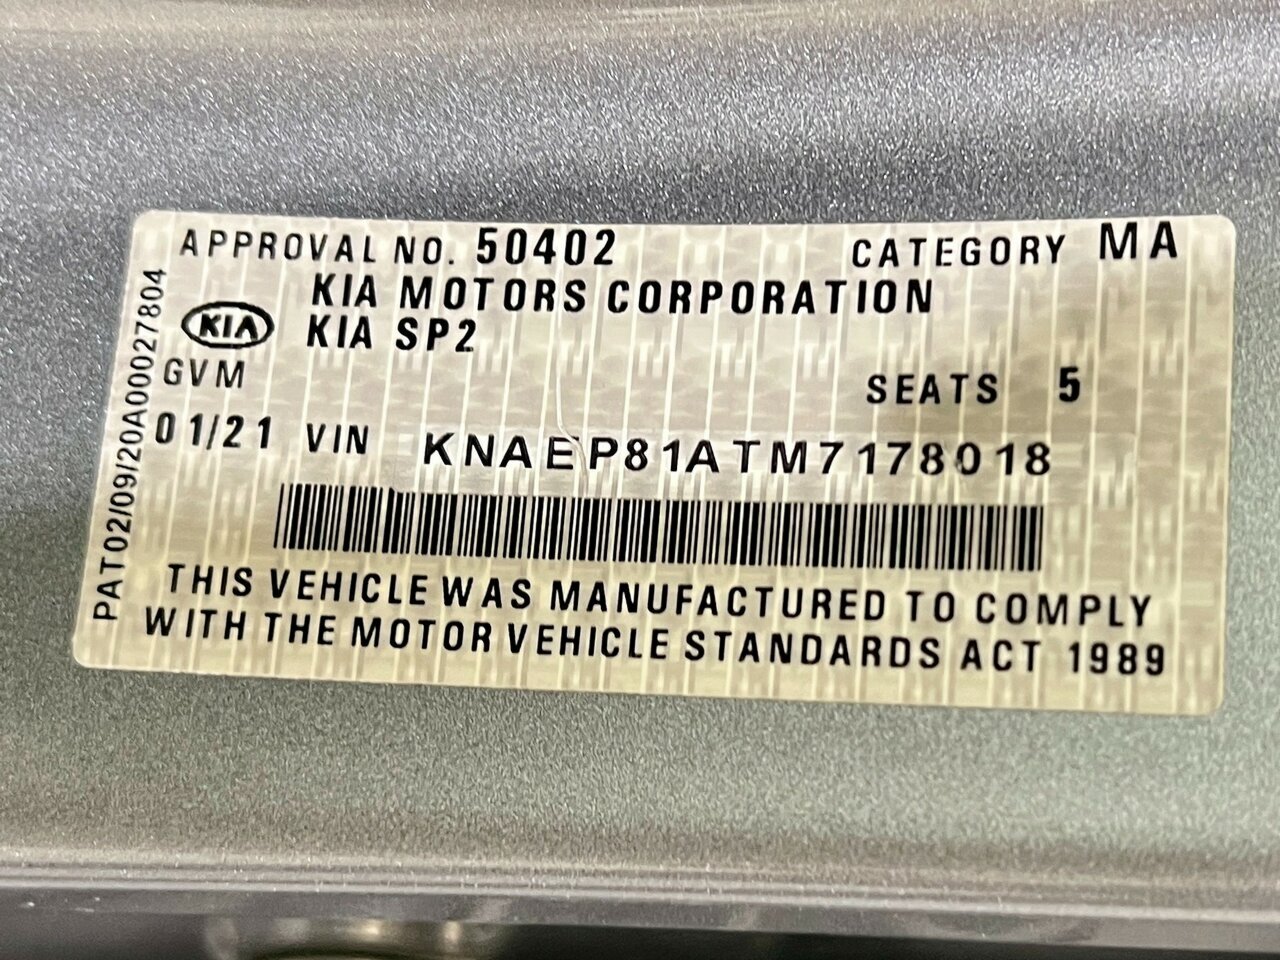 APPROVAL NO. 50402 CATEGORY MA
KIA MOTORS CORPORATION
KIA
KIA SP2
GVM SEATS 5
01/21 VIN KNAEP81ATM7178018
THIS VEHICLE WAS MANUFACTURED TO COMPLY
WITH THE MOTOR VEHICLE STANDARDS ACT 1989
PAT02/09/20A00027804